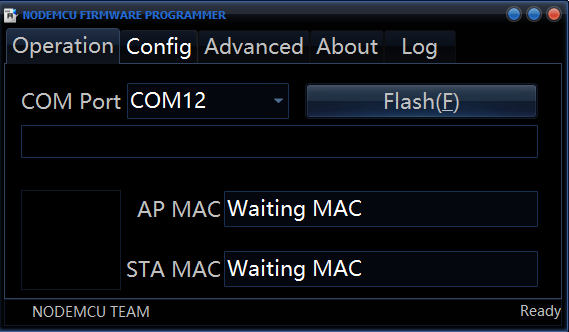 NODEMCU FIRMWARE PROGRAMMER
Operation Config Advanced About Log
COM Port COM12 Flash(F)
AP MAC Waiting MAC
STA MAC Waiting MAC
NODEMCU TEAM Ready